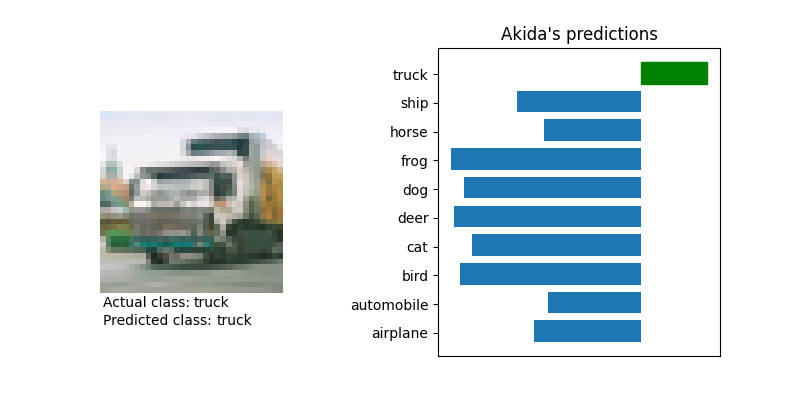 Akida's predictions
truck
ship
horse
frog
dog
deer
cat
bird
automobile
airplane
Actual class: truck
Predicted class: truck